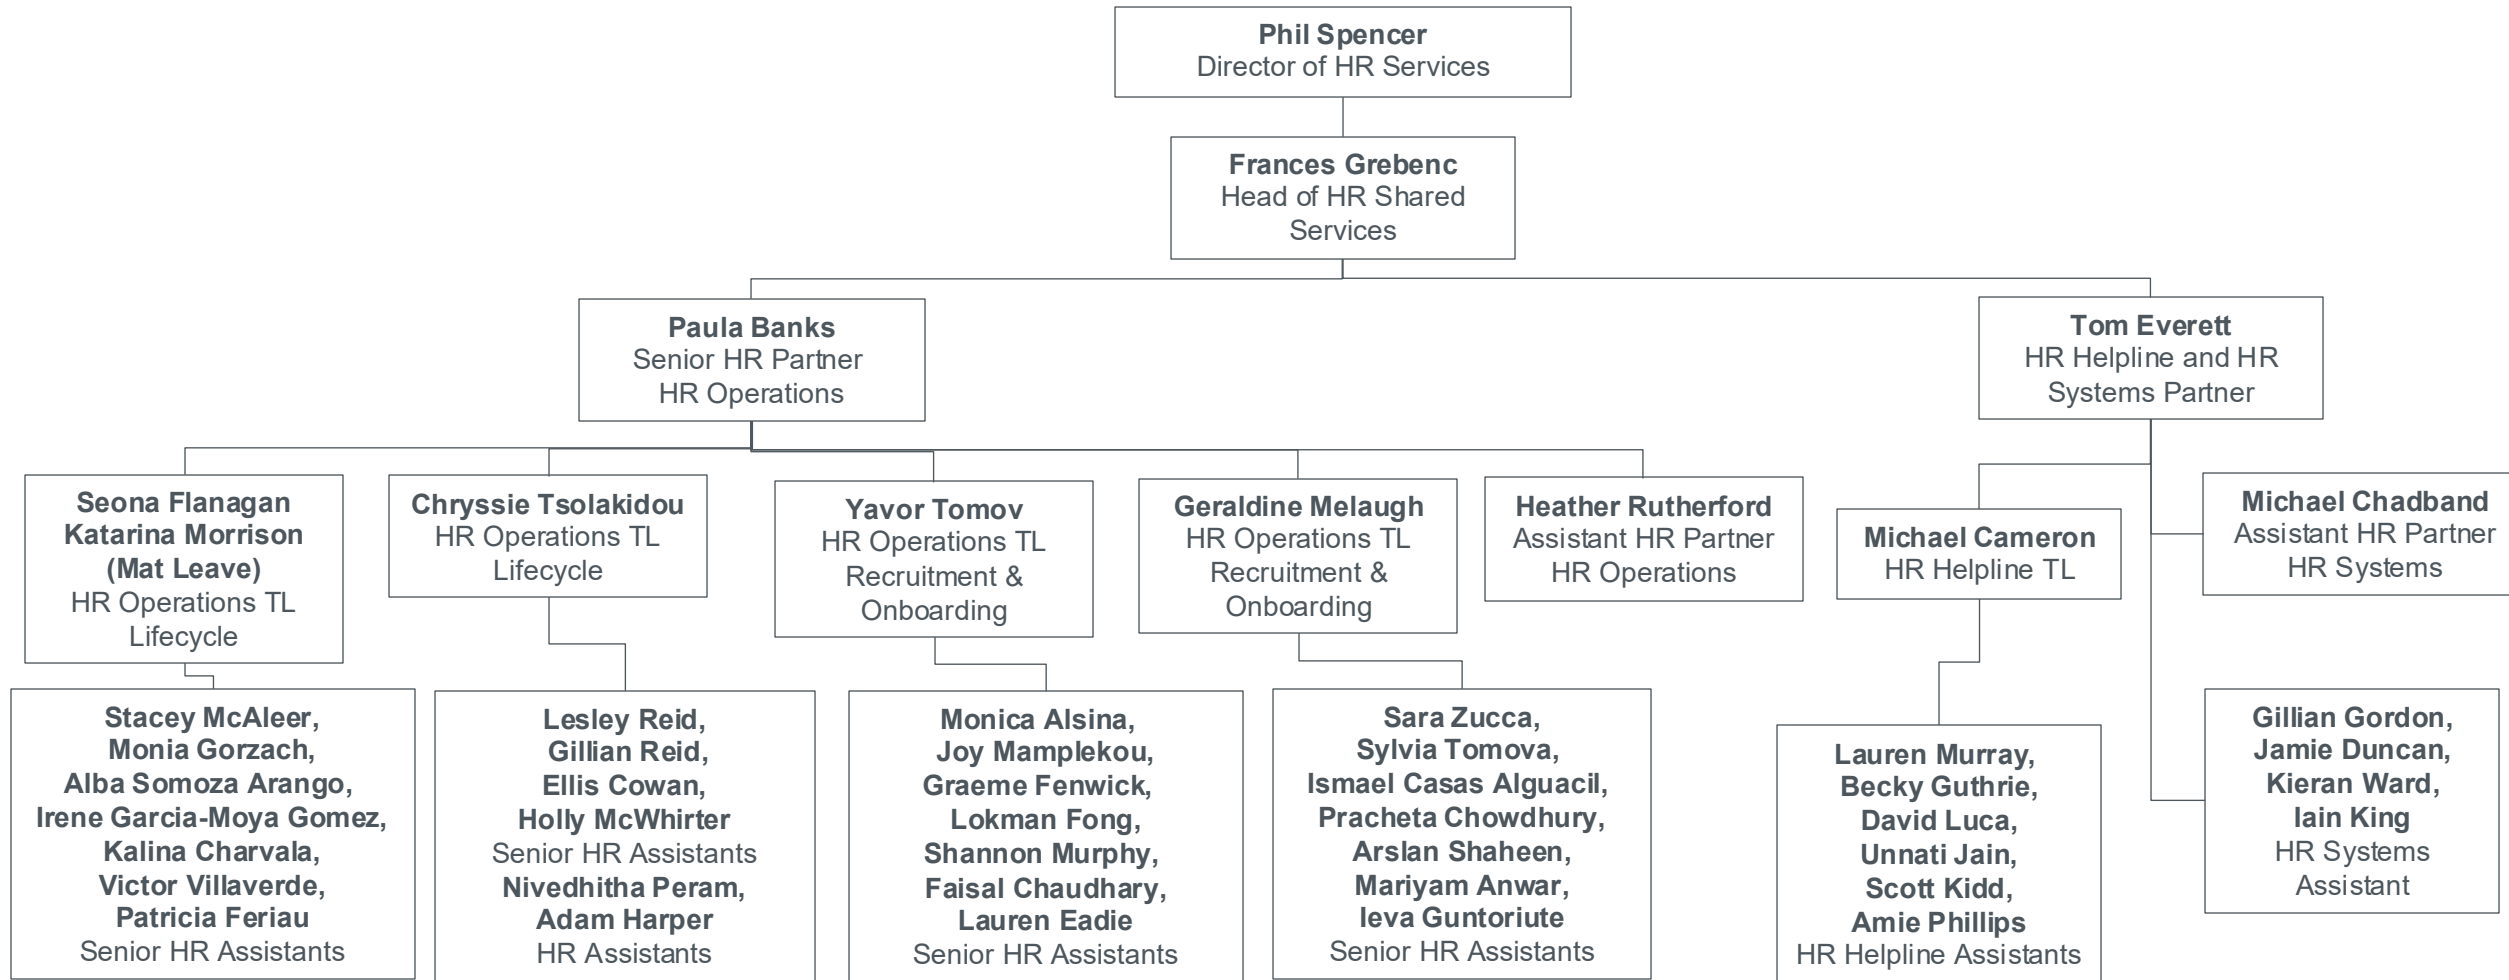 Phil Spencer
Director of HR Services
Frances Grebenc
Head of HR Shared
Services
Paula Banks
Senior HR Partner
HR Operations
Tom Everett
HR Helpline and HR
Systems Partner
Seona Flanagan
Katarina Morrison
(Mat Leave)
HR Operations TL
Lifecycle
Chryssie Tsolakidou
HR Operations TL
Lifecycle
Yavor Tomov
HR Operations TL
Recruitment &
Onboarding
Geraldine Melaugh
HR Operations TL
Recruitment &
Onboarding
Heather Rutherford
Assistant HR Partner
HR Operations
Michael Cameron
HR Helpline TL
Michael Chadband
Assistant HR Partner
HR Systems
Stacey McAleer,
Monia Gorzach,
Alba Somoza Arango,
Irene Garcia-Moya Gomez,
Kalina Charvala,
Victor Villaverde,
Patricia Feriau
Senior HR Assistants
Lesley Reid,
Gillian Reid,
Ellis Cowan,
Holly McWhirter
Senior HR Assistants
Nivedhitha Peram,
Adam Harper
HR Assistants
Monica Alsina,
Joy Mamplekou,
Graeme Fenwick,
Lokman Fong,
Shannon Murphy,
Faisal Chaudhary,
Lauren Eadie
Senior HR Assistants
Sara Zucca,
Sylvia Tomova,
Ismael Casas Alguacil,
Pracheta Chowdhury,
Arslan Shaheen,
Mariyam Anwar,
Ieva Guntoriute
Senior HR Assistants
Lauren Murray,
Becky Guthrie,
David Luca,
Unnati Jain,
Scott Kidd,
Amie Phillips
HR Helpline Assistants
Gillian Gordon,
Jamie Duncan,
Kieran Ward,
Iain King
HR Systems
Assistant